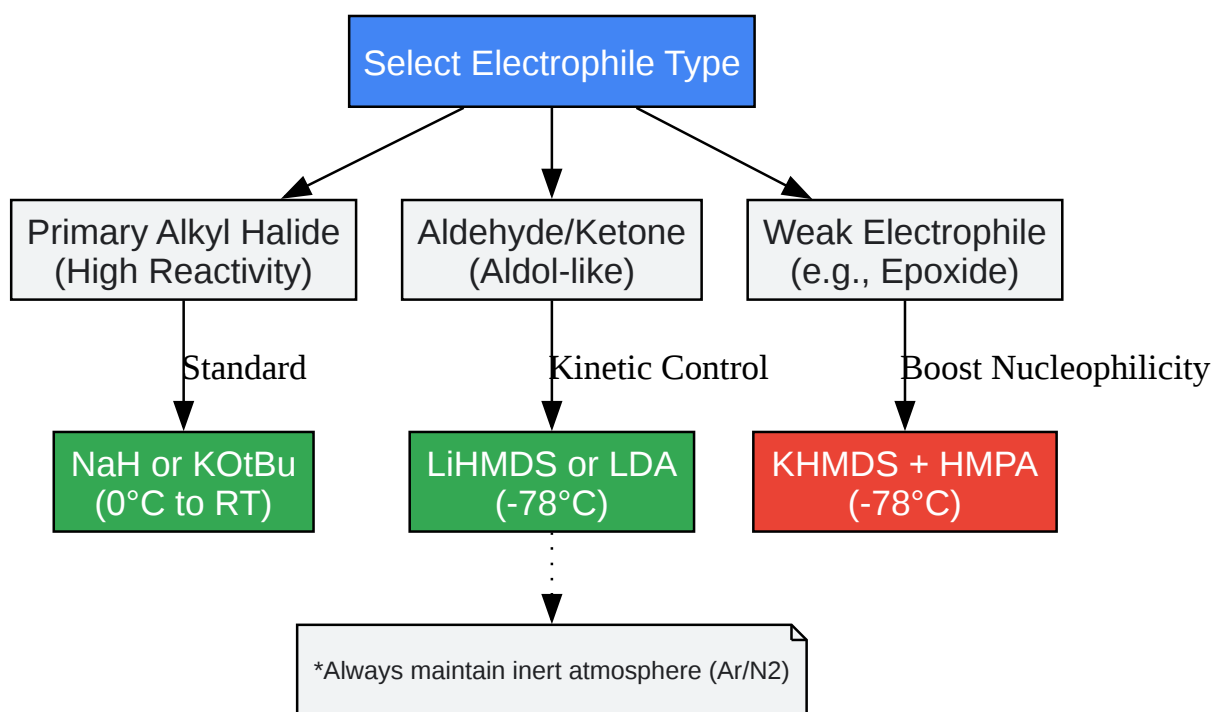 Select Electrophile Type
Primary Alkyl Halide
(High Reactivity)
Aldehyde/Ketone
(Aldol-like)
Weak Electrophile
(e.g., Epoxide)
Standard
Kinetic Control
Boost Nucleophilicity
NaH or KOtBu
(0°C to RT)
LiHMDS or LDA
(-78°C)
KHMDS + HMPA
(-78°C)
*Always maintain inert atmosphere (Ar/N2)